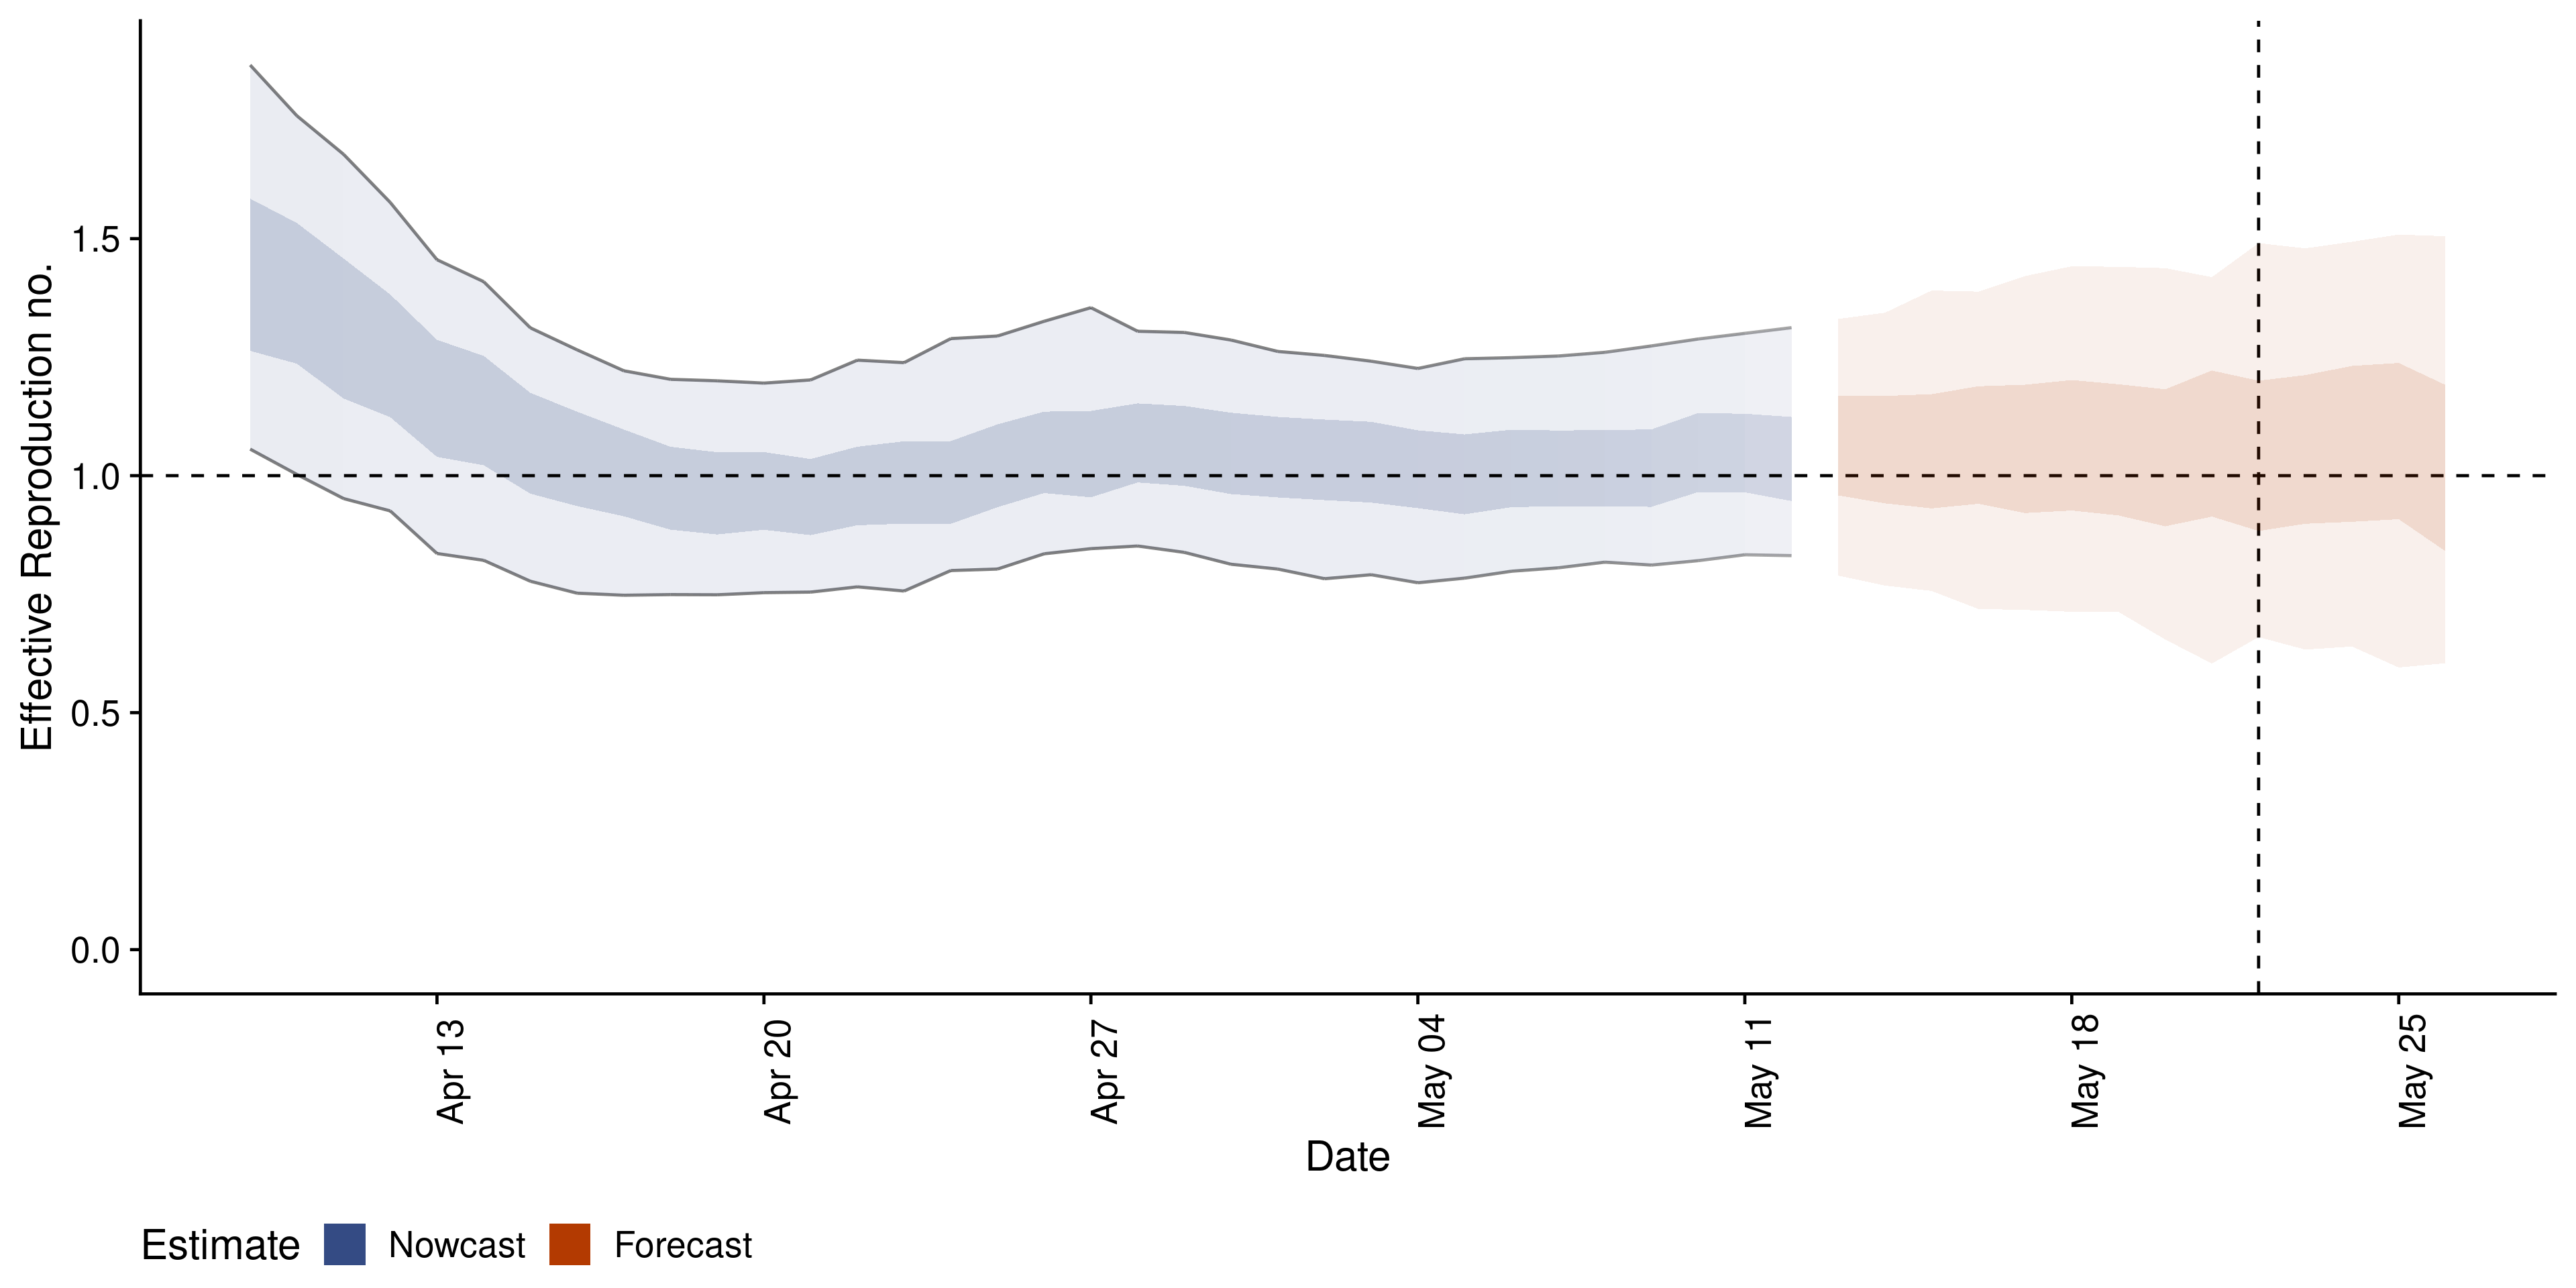 Effective Reproduction no.
1.5
1.0
0.5
0.0
Apr 13
Apr 20
Apr 27
May 04
May 11
May 18
May 25
Date
Estimate Nowcast Forecast